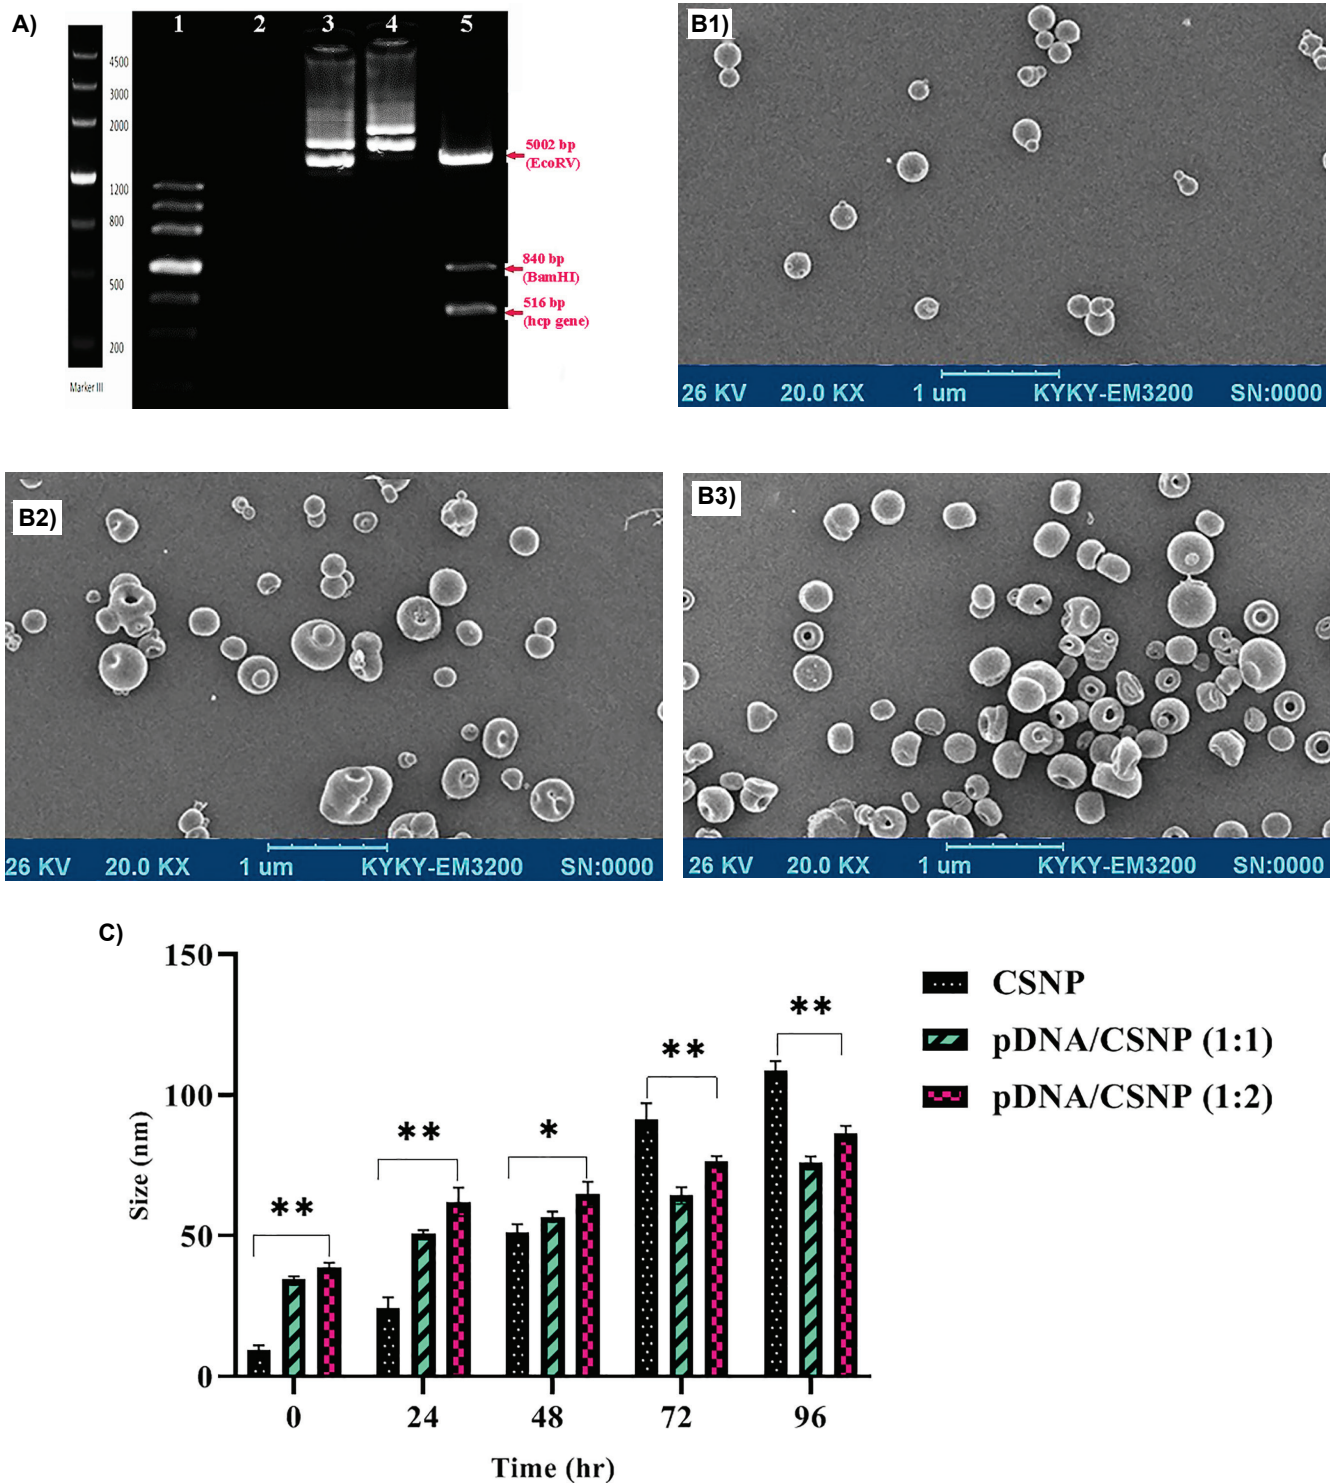 A)
1 2 3 4 5
4500
3000
2000
1200
800
500
200
Marker III
5002 bp
(EcoRV)
840 bp
(BamHI)
516 bp
(hcp gene)
B1)
26 KV 20.0 KX 1 um KYKY-EM3200 SN:0000
B2)
26 KV 20.0 KX 1 um KYKY-EM3200 SN:0000
B3)
26 KV 20.0 KX 1 um KYKY-EM3200 SN:0000
C)
150
100
50
0
Size (nm)
** ** * ** **
0 24 48 72 96
Time (hr)
CSNP
pDNA/CSNP (1:1)
pDNA/CSNP (1:2)